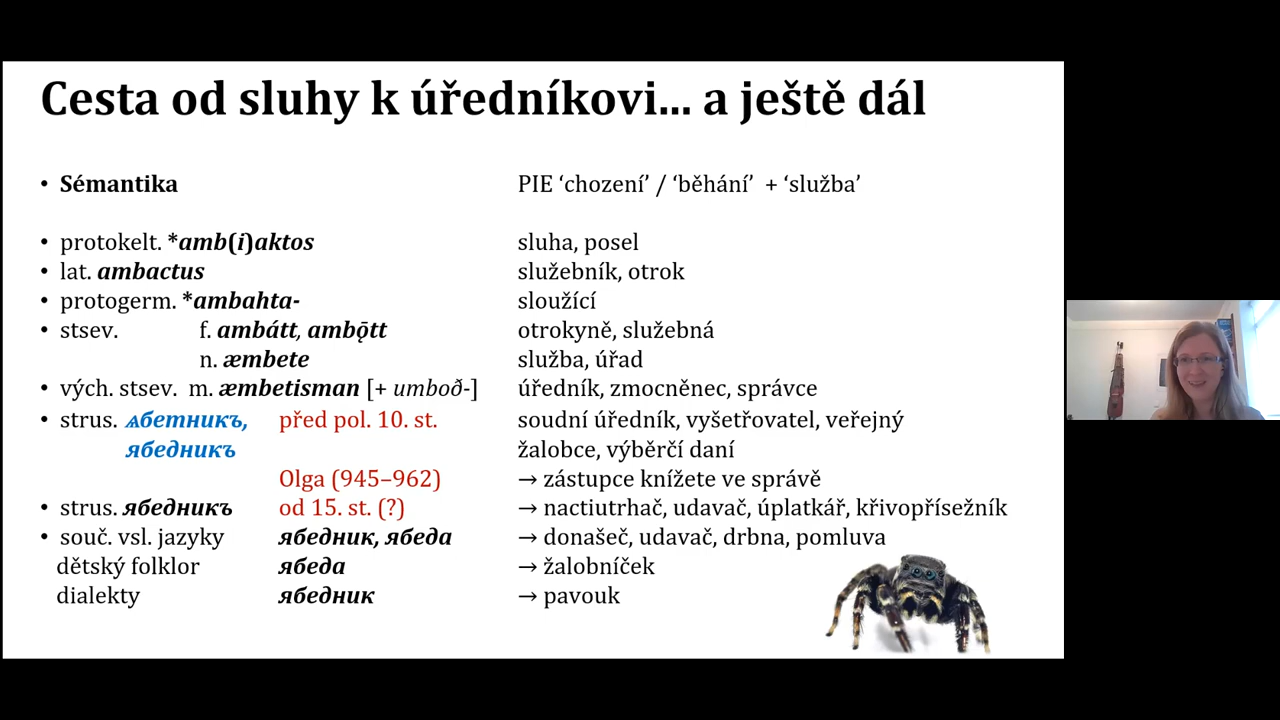 Cesta od sluhy k úředníkovi... a ještě dál
• Sémantika PIE ‘chození’ / ‘běhání’ + ‘služba’
• protokelt. *amb(i)aktos sluha, posel
• lat. ambactus služebník, otrok
• protogerm. *ambahta- sloužící
• stsev. f. ambátt, ambǭtt otrokyně, služebná
n. æmbete služba, úřad
• vých. stsev. m. æmbetisman [+ umboð-] úředník, zmocněnec, správce
• strus. ѧбетникъ, před pol. 10. st. soudní úředník, vyšetřovatel, veřejný
ябедникъ žalobce, výběrčí daní
Olga (945–962) → zástupce knížete ve správě
• strus. ябедникъ od 15. st. (?) → nactiutrhač, udavač, úplatkář, křivopřísežník
• souč. vsl. jazyky ябедник, ябеда → donašeč, udavač, drbna, pomluva
dětský folklor ябеда → žalobníček
dialekty ябедник → pavouk